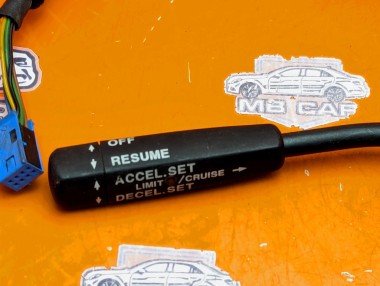 MB CAR
↕ OFF
↕ RESUME
↕ ACCEL.SET
LIMIT /CRUISE →
↕ DECEL.SET